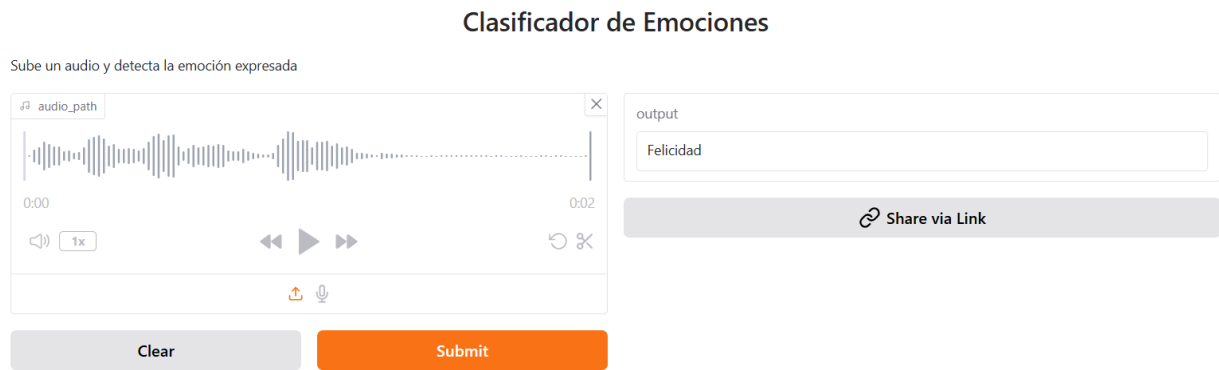 Clasificador de Emociones
Sube un audio y detecta la emoción expresada
audio_path
0:00
0:02
1x
Clear
Submit
output
Felicidad
Share via Link